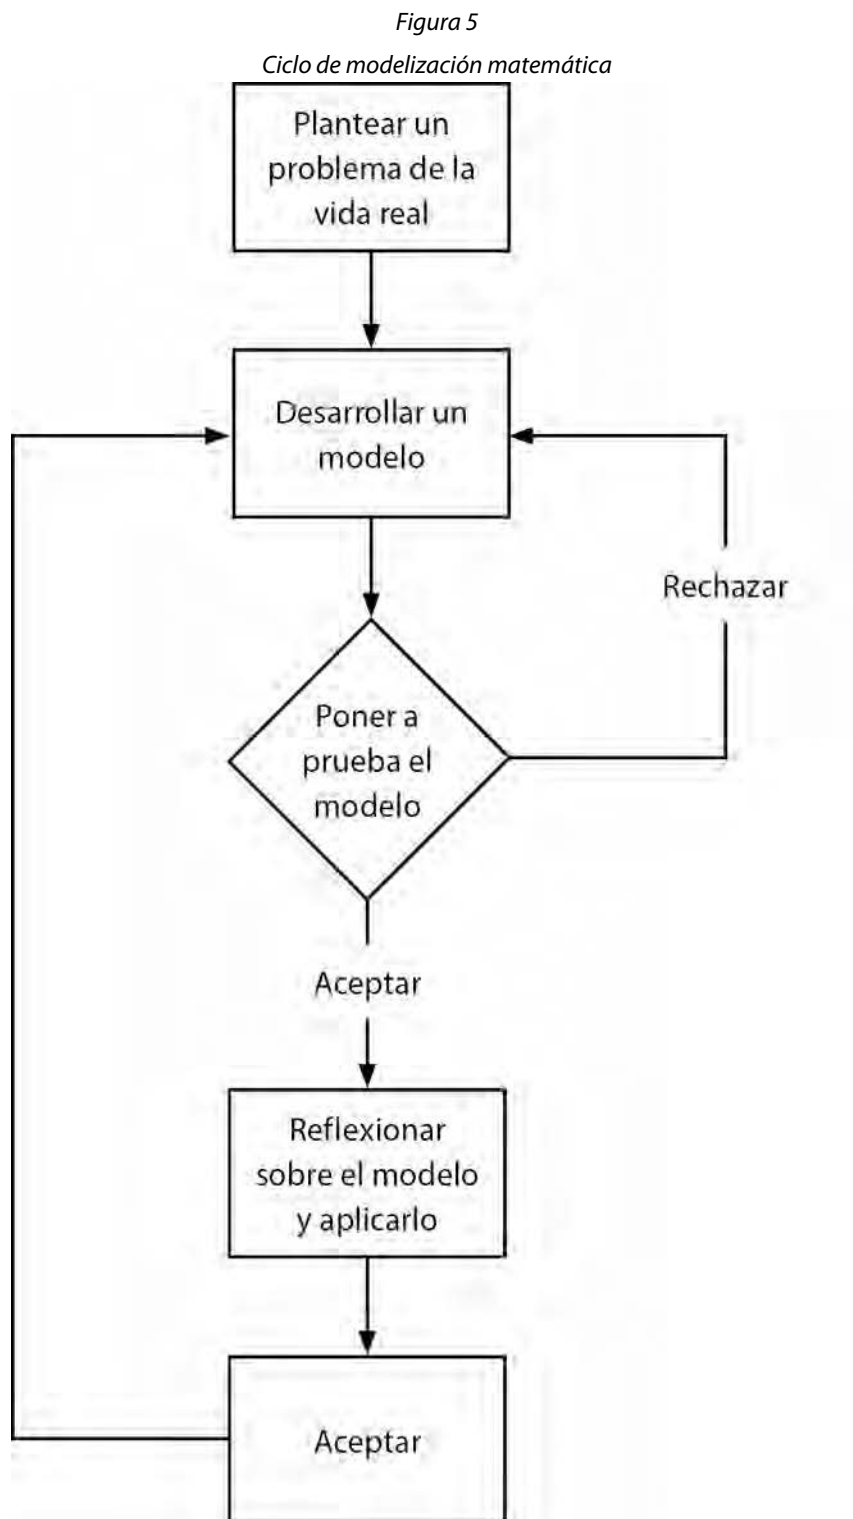 Figura 5
Ciclo de modelización matemática
Plantear un
problema de la
vida real
Desarrollar un
modelo
Rechazar
Poner a
prueba el
modelo
Aceptar
Reflexionar
sobre el modelo
y aplicarlo
Aceptar